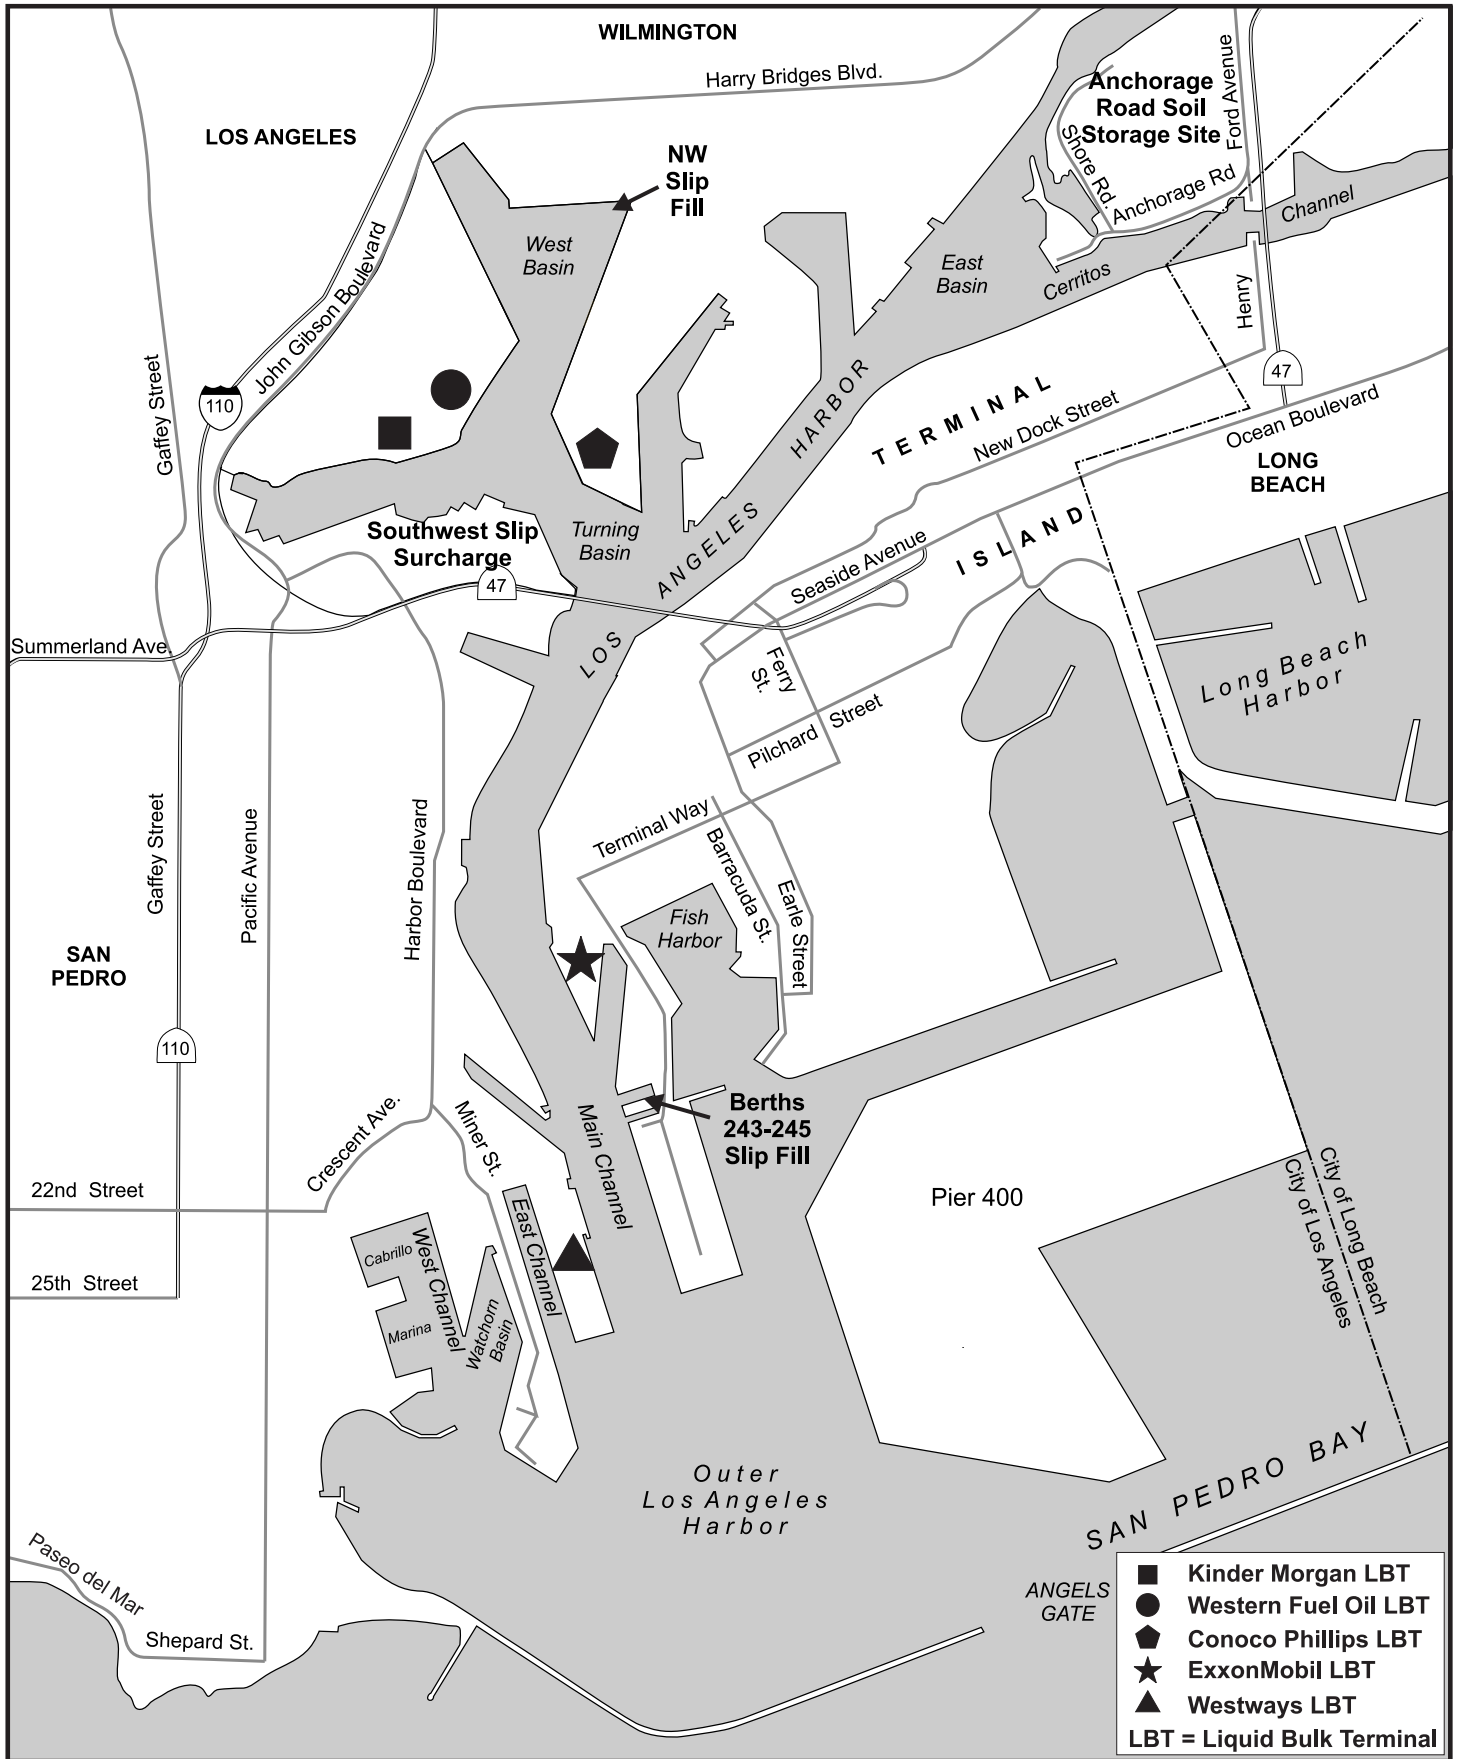 WILMINGTON
Harry Bridges Blvd.
LOS ANGELES
NW
Slip
Fill
Anchorage
Road Soil
Storage Site
Ford Avenue
Shore Rd.
Anchorage Rd
Channel
West
Basin
East
Basin
Cerritos
Henry
John Gibson Boulevard
Gaffey Street
110
47
LOS ANGELES HARBOR
TERMINAL
New Dock Street
Ocean Boulevard
LONG
BEACH
Southwest Slip
Surcharge
Turning
Basin
47
ISLAND
Seaside Avenue
Summerland Ave.
Ferry
St.
Long Beach
Harbor
Pilchard Street
Terminal Way
Barracuda St.
Earle Street
Gaffey Street
Pacific Avenue
Harbor Boulevard
Fish
Harbor
SAN
PEDRO
110
Crescent Ave.
Miner St.
Main Channel
Berths
243-245
Slip Fill
22nd Street
Pier 400
City of Long Beach
City of Los Angeles
East Channel
West Channel
Cabrillo
Marina
Watchorn
Basin
25th Street
Outer
Los Angeles
Harbor
SAN PEDRO BAY
Paseo del Mar
Shepard St.
ANGELS
GATE
Kinder Morgan LBT
Western Fuel Oil LBT
Conoco Phillips LBT
ExxonMobil LBT
Westways LBT
LBT = Liquid Bulk Terminal